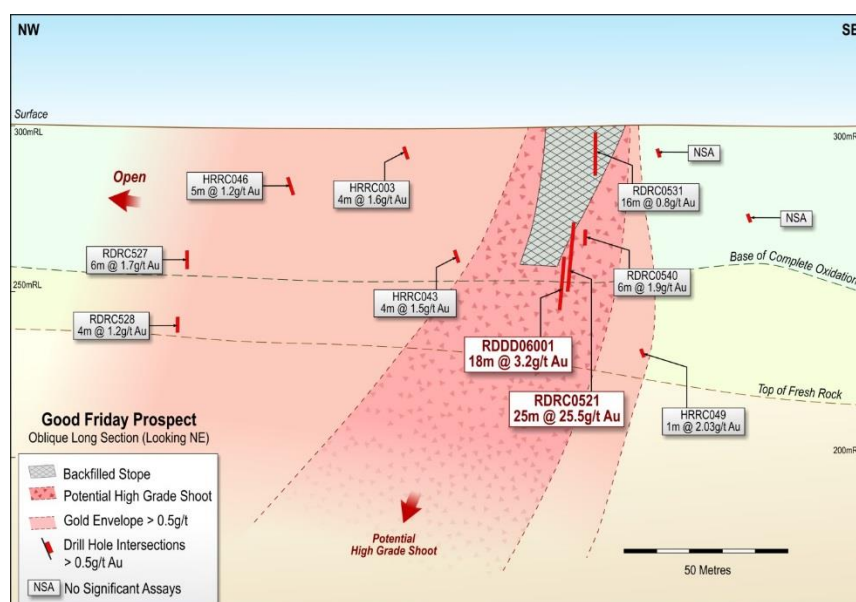 NW
SE
Surface
300mRL
300mRL
NSA
HRRC046
5m @ 1.2g/t Au
HRRC003
4m @ 1.6g/t Au
Open
RDRC0531
16m @ 0.8g/t Au
NSA
RDRC527
6m @ 1.7g/t Au
RDRC0540
6m @ 1.9g/t Au
Base of Complete Oxidation
250mRL
HRRC043
4m @ 1.5g/t Au
RDRC528
4m @ 1.2g/t Au
RDDD06001
18m @ 3.2g/t Au
Top of Fresh Rock
RDRC0521
25m @ 25.5g/t Au
HRRC049
1m @ 2.03g/t Au
Good Friday Prospect
Oblique Long Section (Looking NE)
200mRL
Backfilled Stope
Potential High Grade Shoot
Gold Envelope > 0.5g/t
Drill Hole Intersections
> 0.5g/t Au
NSA No Significant Assays
Potential
High Grade Shoot
50 Metres